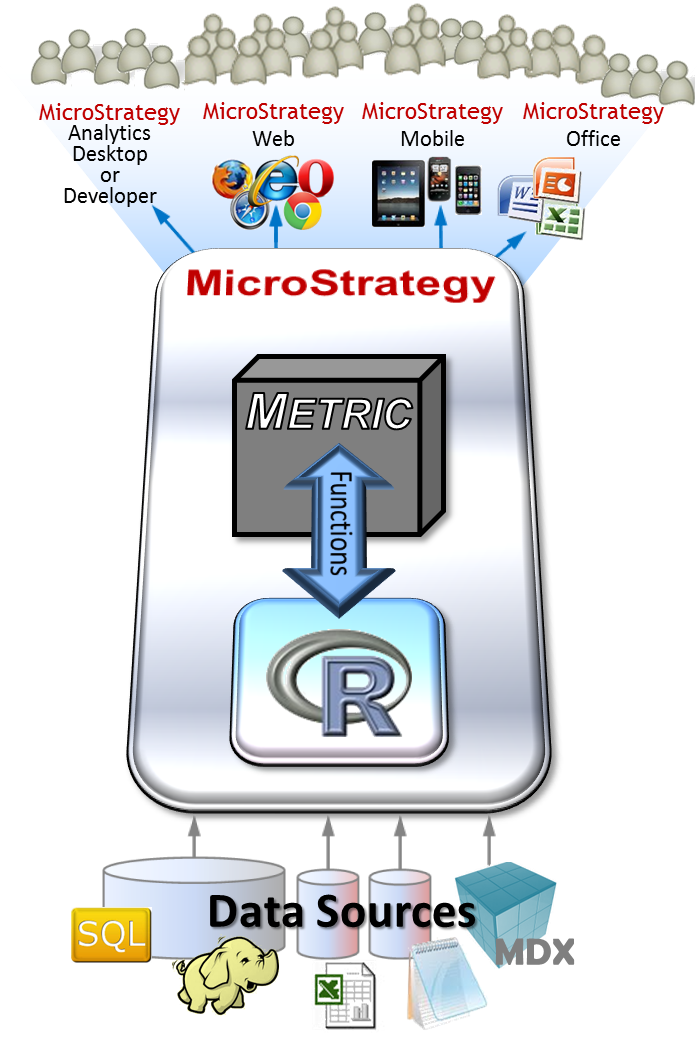 MicroStrategy
Analytics
Desktop
or
Developer
MicroStrategy
Web
MicroStrategy
Mobile
MicroStrategy
Office
MicroStrategy
METRIC
Functions
R
Data Sources
SQL
MDX